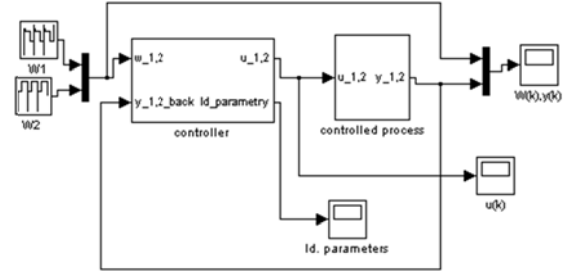 W1
W2
w_1,2
u_1,2
y_1,2_back Id_parametry
controller
u_1,2 y_1,2
controlled process
W(k),y(k)
u(k)
Id. parameters